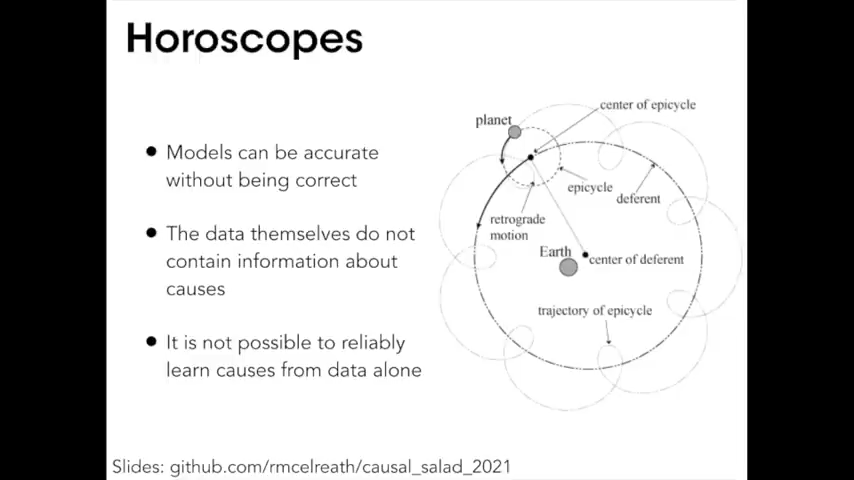 Horoscopes
• Models can be accurate
without being correct
• The data themselves do not
contain information about
causes
• It is not possible to reliably
learn causes from data alone
center of epicycle
planet
epicycle
deferent
retrograde
motion
Earth
center of deferent
trajectory of epicycle
Slides: github.com/rmcelreath/causal_salad_2021